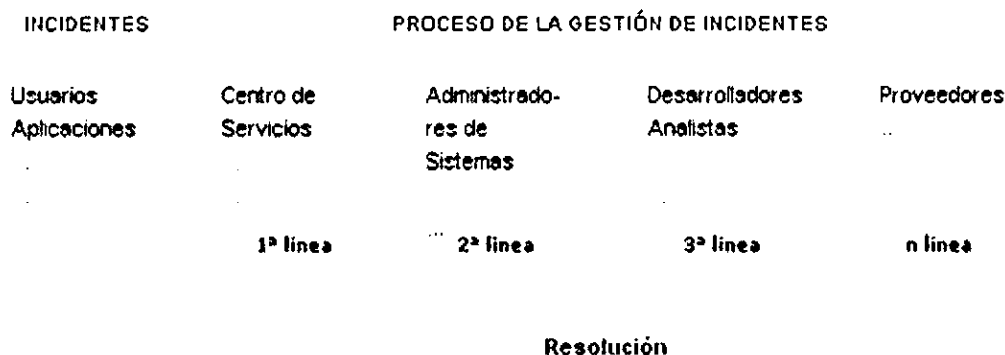 INCIDENTES
PROCESO DE LA GESTIÓN DE INCIDENTES
Usuarios
Aplicaciones
Centro de
Servicios
Administrado-
res de
Sistemas
Desarrolladores
Analistas
Proveedores
..
1ª línea
... 2ª línea
3ª línea
n línea
Resolución